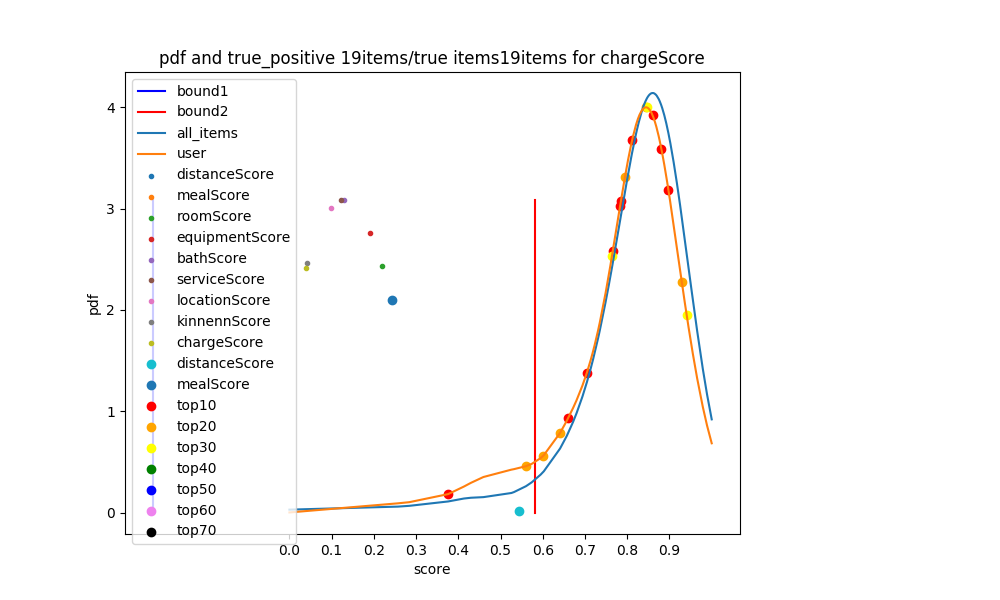 pdf and true_positive 19items/true items19items for chargeScore
bound1
bound2
all_items
user
distanceScore
mealScore
roomScore
equipmentScore
bathScore
serviceScore
locationScore
kinnennScore
chargeScore
distanceScore
mealScore
top10
top20
top30
top40
top50
top60
top70
4
3
2
1
0
pdf
0.0 0.1 0.2 0.3 0.4 0.5 0.6 0.7 0.8 0.9
score